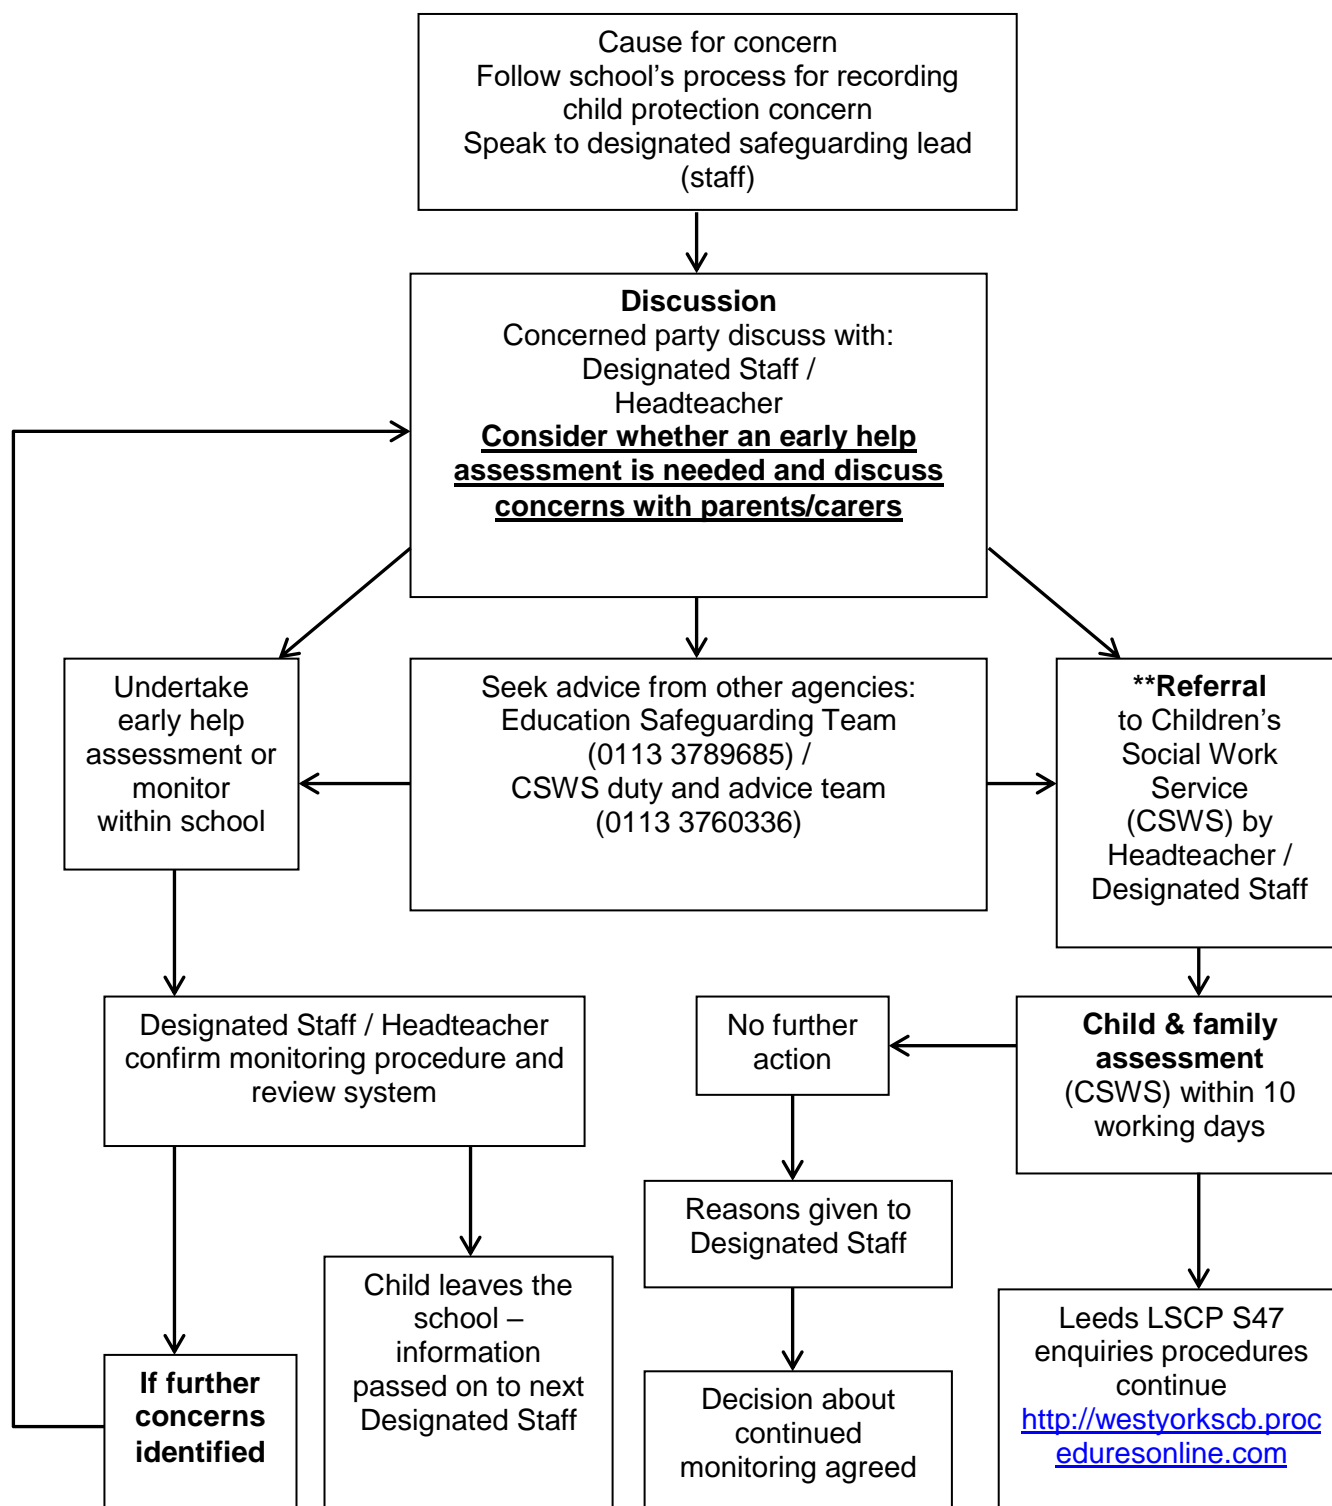 Cause for concern
Follow school’s process for recording
child protection concern
Speak to designated safeguarding lead
(staff)
Discussion
Concerned party discuss with:
Designated Staff /
Headteacher
Consider whether an early help
assessment is needed and discuss
concerns with parents/carers
Undertake
early help
assessment or
monitor
within school
Seek advice from other agencies:
Education Safeguarding Team
(0113 3789685) /
CSWS duty and advice team
(0113 3760336)
**Referral
to Children’s
Social Work
Service
(CSWS) by
Headteacher /
Designated Staff
Designated Staff / Headteacher
confirm monitoring procedure and
review system
No further
action
Child & family
assessment
(CSWS) within 10
working days
Reasons given to
Designated Staff
Child leaves the
school –
information
passed on to next
Designated Staff
Leeds LSCP S47
enquiries procedures
continue
http://westyorkscb.proc
eduresonline.com
If further
concerns
identified
Decision about
continued
monitoring agreed